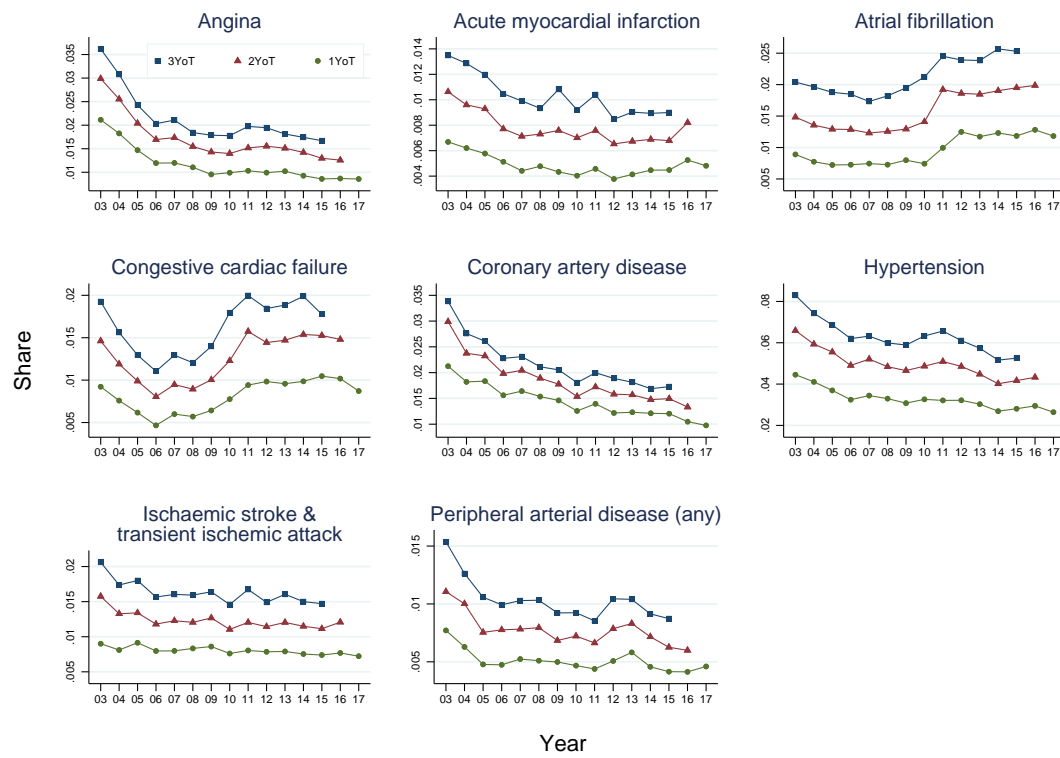 Angina
Acute myocardial infarction
Atrial fibrillation
.035
.03
.025
.02
.015
.01
3YoT 2YoT 1YoT
03 04 05 06 07 08 09 10 11 12 13 14 15 16 17
.014
.012
.01
.008
.006
.004
03 04 05 06 07 08 09 10 11 12 13 14 15 16 17
.025
.02
.015
.01
.005
03 04 05 06 07 08 09 10 11 12 13 14 15 16 17
Share
Congestive cardiac failure
Coronary artery disease
Hypertension
.02
.015
.01
.005
03 04 05 06 07 08 09 10 11 12 13 14 15 16 17
.035
.03
.025
.02
.015
.01
03 04 05 06 07 08 09 10 11 12 13 14 15 16 17
.08
.06
.04
.02
03 04 05 06 07 08 09 10 11 12 13 14 15 16 17
Ischaemic stroke &
transient ischemic attack
Peripheral arterial disease (any)
.02
.015
.01
.005
03 04 05 06 07 08 09 10 11 12 13 14 15 16 17
.015
.01
.005
03 04 05 06 07 08 09 10 11 12 13 14 15 16 17
Year